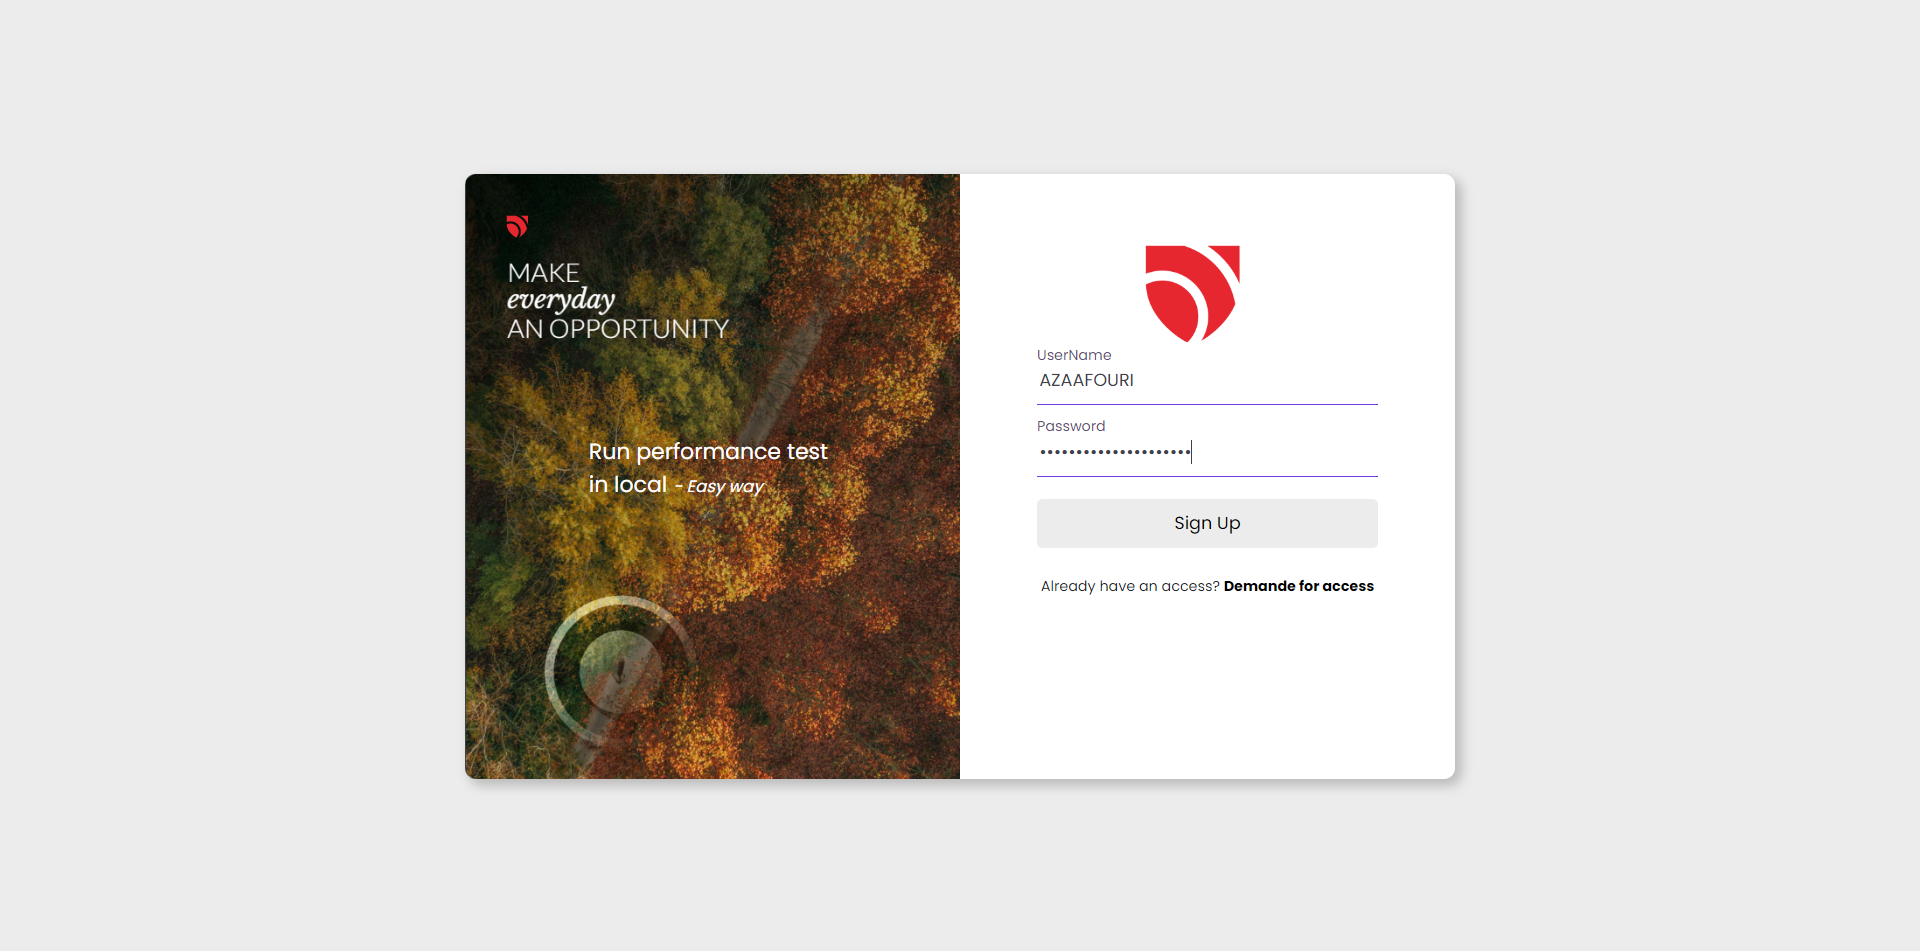 MAKE
everyday
AN OPPORTUNITY
Run performance test
in local - Easy way
UserName
AZAAFOURI
Password
•••••••••••••••••••••
Sign Up
Already have an access? Demande for access